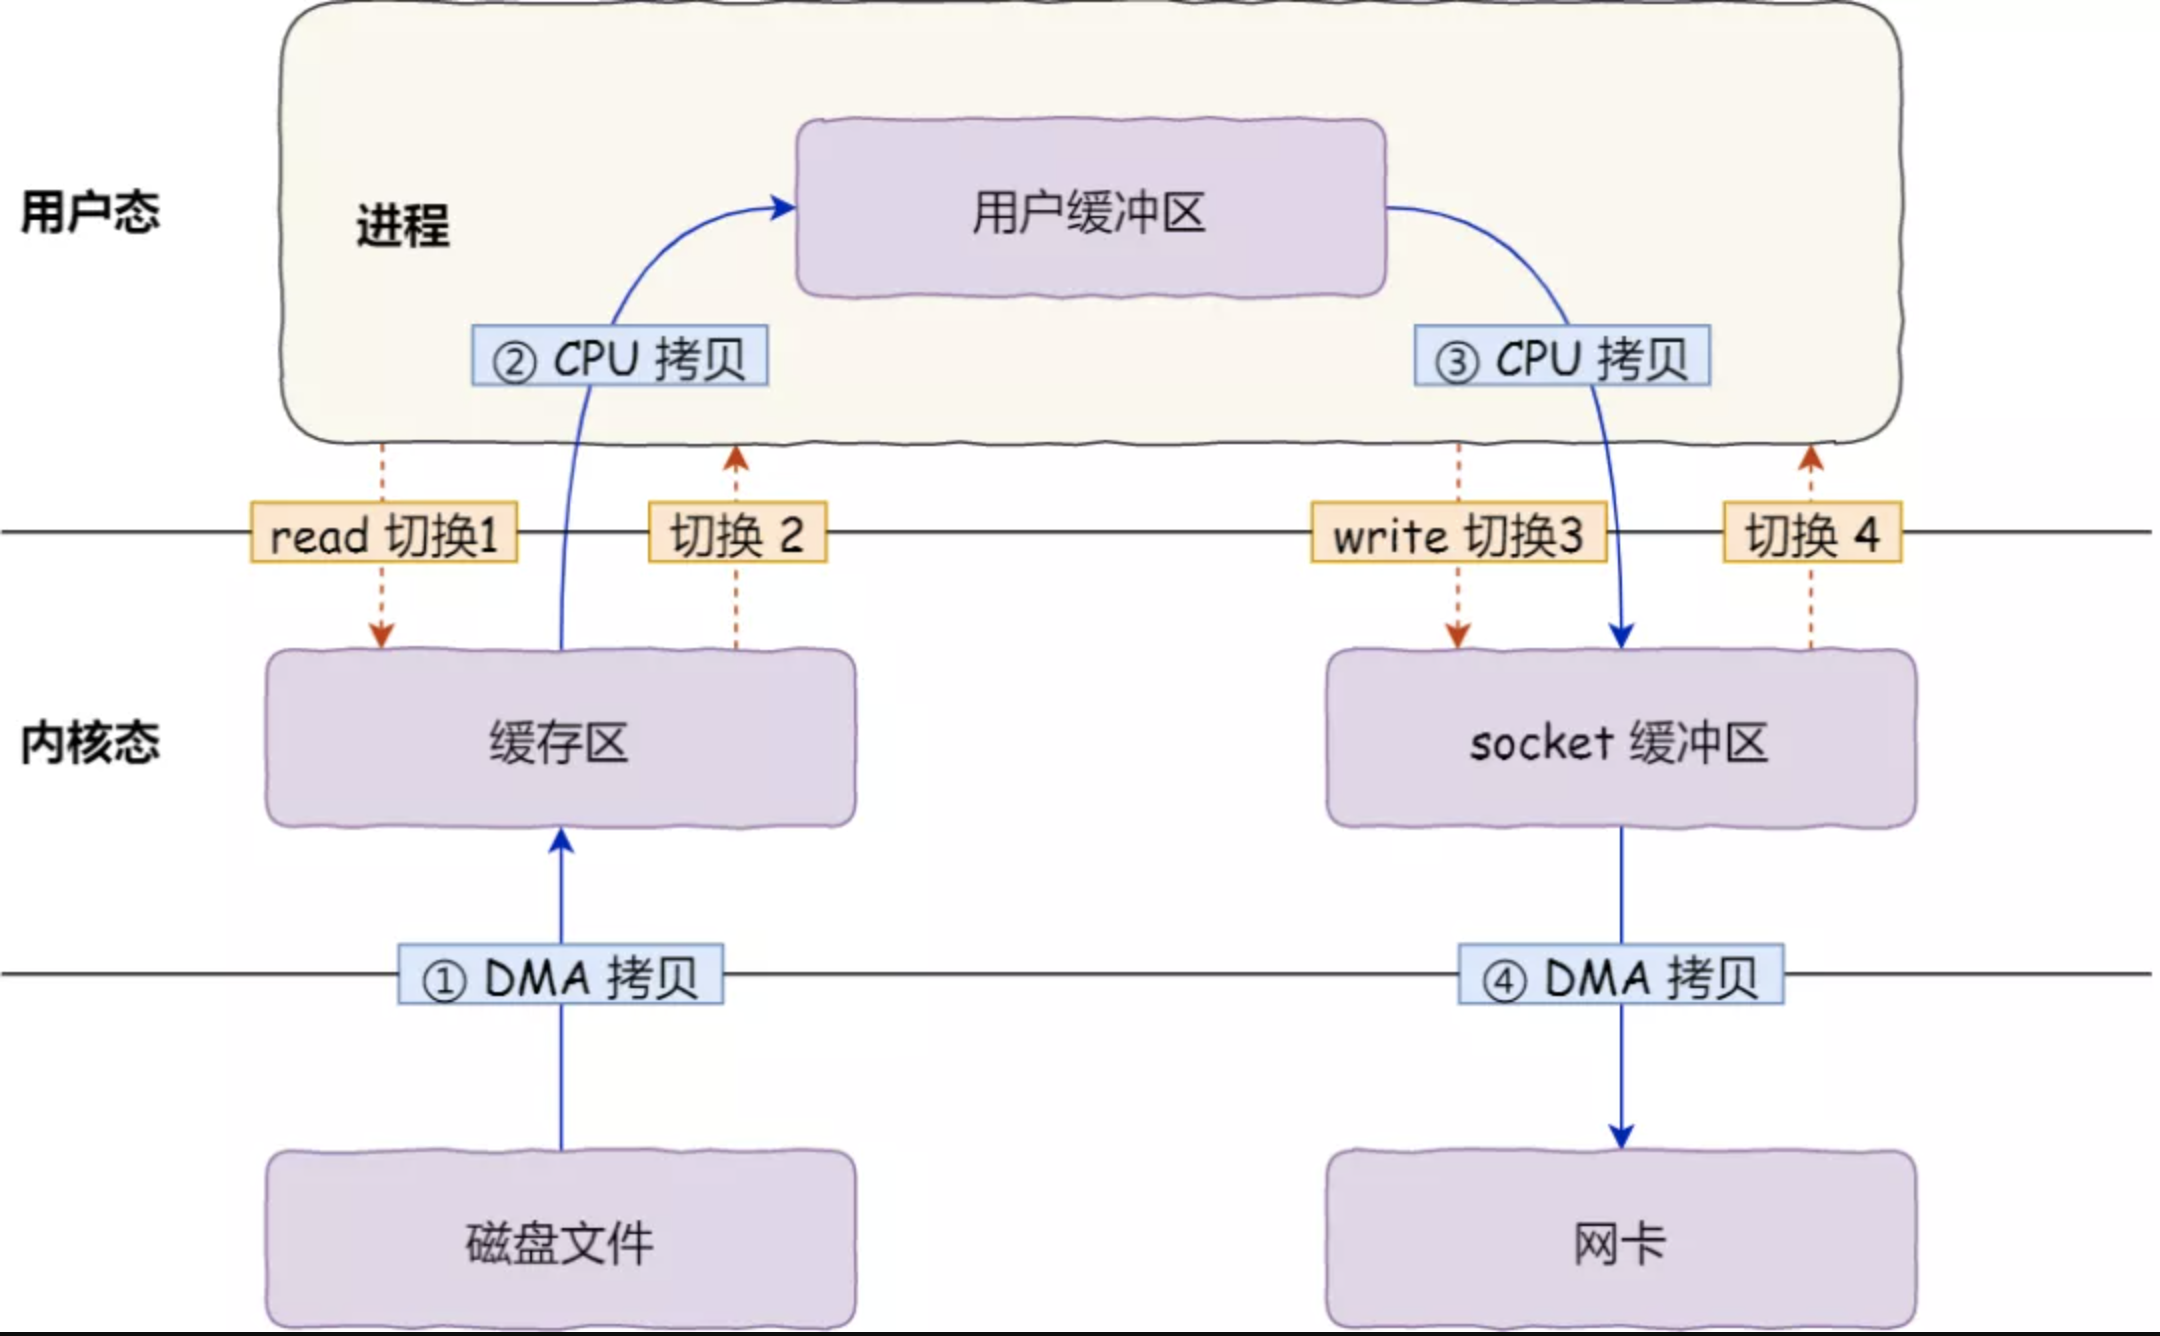 用户态
进程
用户缓冲区
② CPU 拷贝
③ CPU 拷贝
read 切换1
切换 2
write 切换3
切换 4
内核态
缓存区
socket 缓冲区
① DMA 拷贝
④ DMA 拷贝
磁盘文件
网卡